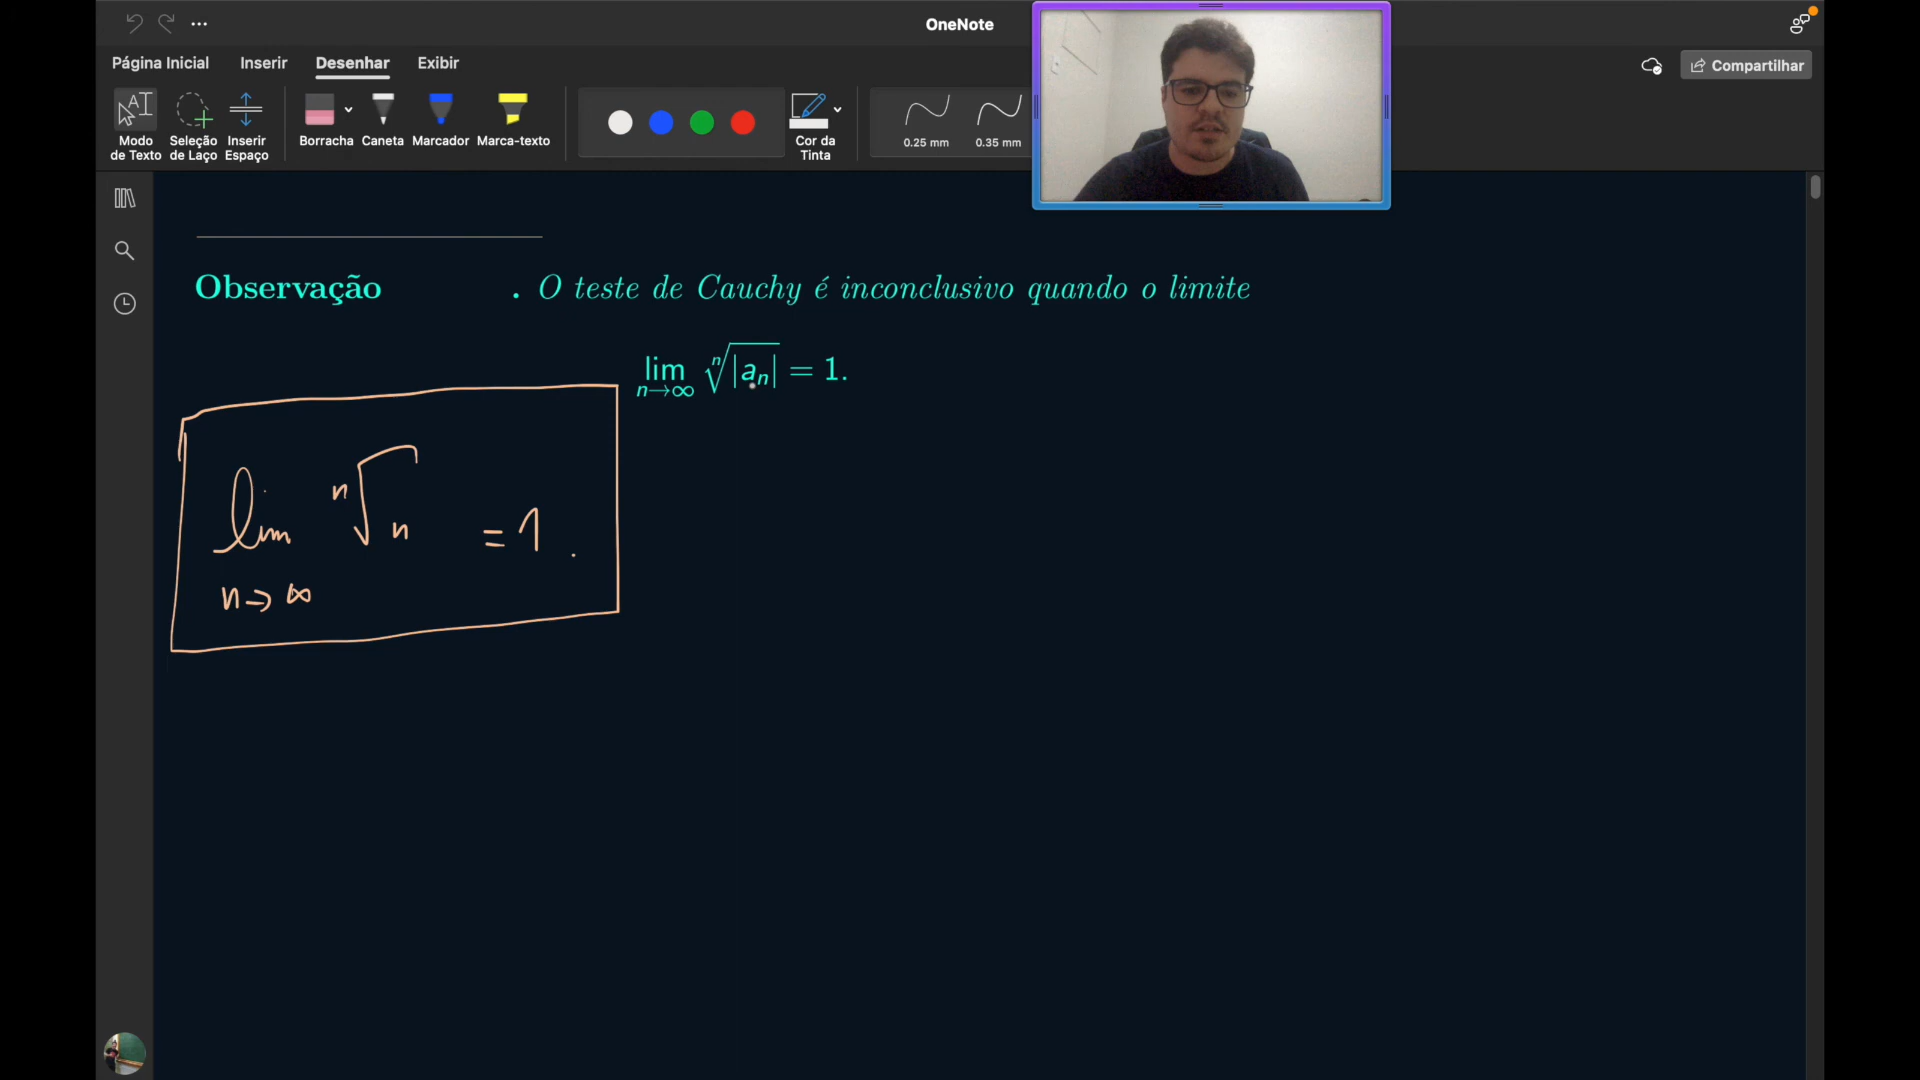 OneNote
Página Inicial Inserir Desenhar Exibir
Compartilhar
Modo de Texto
Seleção de Laço
Inserir Espaço
Borracha
Caneta
Marcador
Marca-texto
Cor da Tinta
0.25 mm
0.35 mm
Observação . O teste de Cauchy é inconclusivo quando o limite
lim n→∞ ⁿ√|aₙ| = 1.
lim n→∞ ⁿ√n = 1.